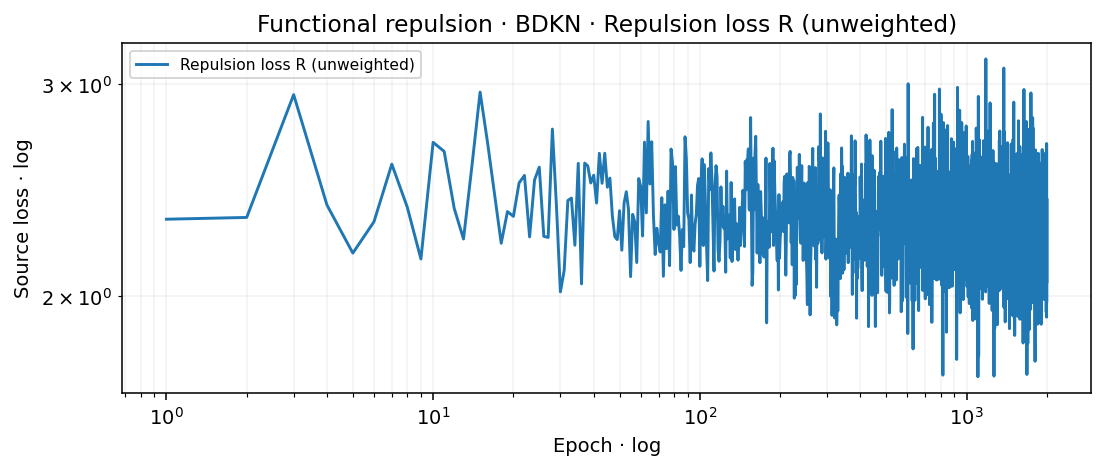 Functional repulsion · BDKN · Repulsion loss R (unweighted)
Repulsion loss R (unweighted)
3 × 10⁰
2 × 10⁰
Source loss · log
10⁰ 10¹ 10² 10³
Epoch · log